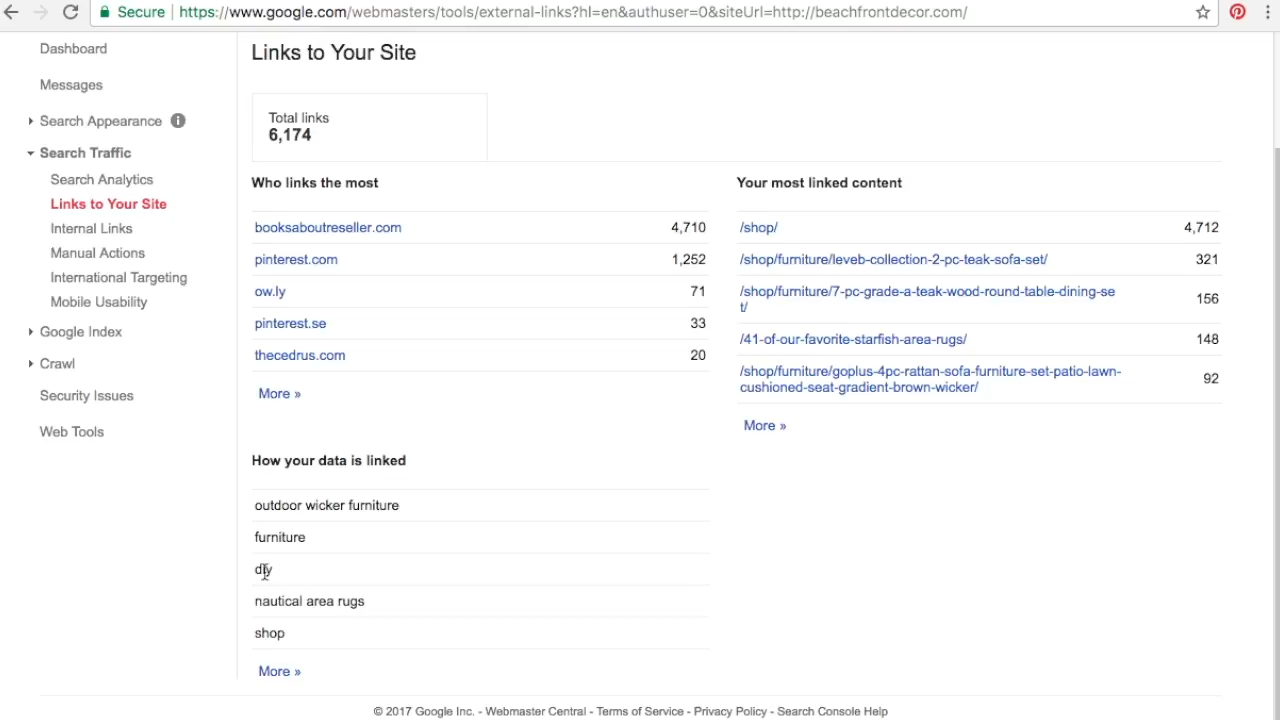 Secure https://www.google.com/webmasters/tools/external-links?hl=en&authuser=0&siteUrl=http://beachfrontdecor.com/
Dashboard
Messages
Search Appearance
Search Traffic
Search Analytics
Links to Your Site
Internal Links
Manual Actions
International Targeting
Mobile Usability
Google Index
Crawl
Security Issues
Web Tools
Links to Your Site
Total links
6,174
Who links the most
booksaboutreseller.com 4,710
pinterest.com 1,252
ow.ly 71
pinterest.se 33
thecedrus.com 20
More »
Your most linked content
/shop/ 4,712
/shop/furniture/leveb-collection-2-pc-teak-sofa-set/ 321
/shop/furniture/7-pc-grade-a-teak-wood-round-table-dining-se
t/ 156
/41-of-our-favorite-starfish-area-rugs/ 148
/shop/furniture/goplus-4pc-rattan-sofa-furniture-set-patio-lawn-
cushioned-seat-gradient-brown-wicker/ 92
More »
How your data is linked
outdoor wicker furniture
furniture
diy
nautical area rugs
shop
More »
© 2017 Google Inc. - Webmaster Central - Terms of Service - Privacy Policy - Search Console Help